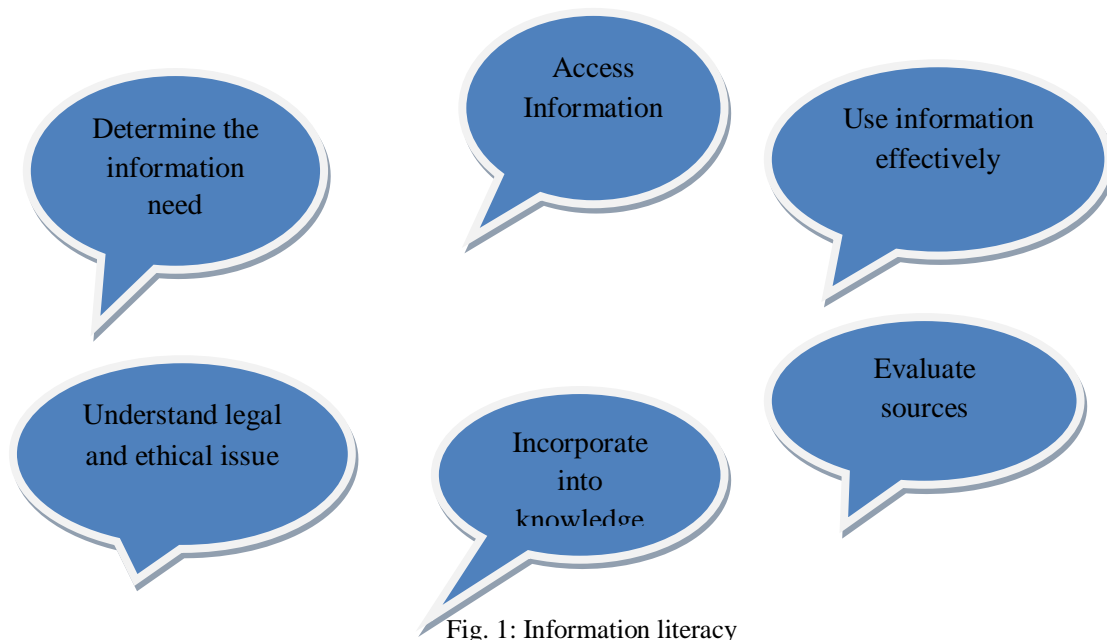 Determine the
information
need
Access
Information
Use information
effectively
Understand legal
and ethical issue
Incorporate
into
knowledge
Evaluate
sources
Fig. 1: Information literacy